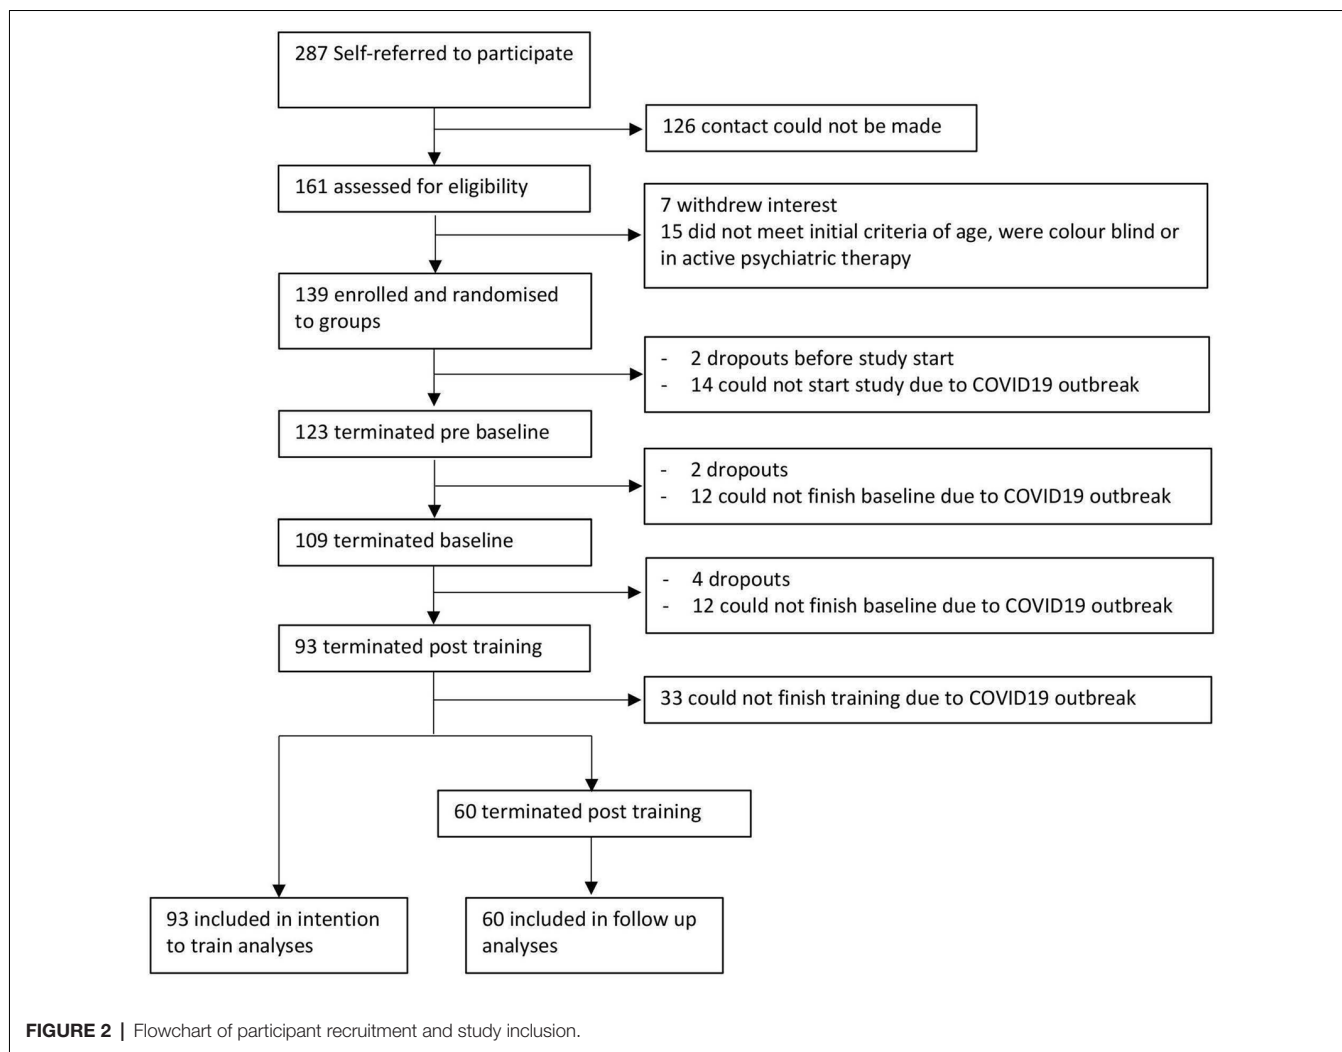 287 Self-referred to participate
126 contact could not be made
161 assessed for eligibility
7 withdrew interest
15 did not meet initial criteria of age, were colour blind or
in active psychiatric therapy
139 enrolled and randomised
to groups
- 2 dropouts before study start
- 14 could not start study due to COVID19 outbreak
123 terminated pre baseline
- 2 dropouts
- 12 could not finish baseline due to COVID19 outbreak
109 terminated baseline
- 4 dropouts
- 12 could not finish baseline due to COVID19 outbreak
93 terminated post training
33 could not finish training due to COVID19 outbreak
60 terminated post training
93 included in intention
to train analyses
60 included in follow up
analyses
FIGURE 2 | Flowchart of participant recruitment and study inclusion.